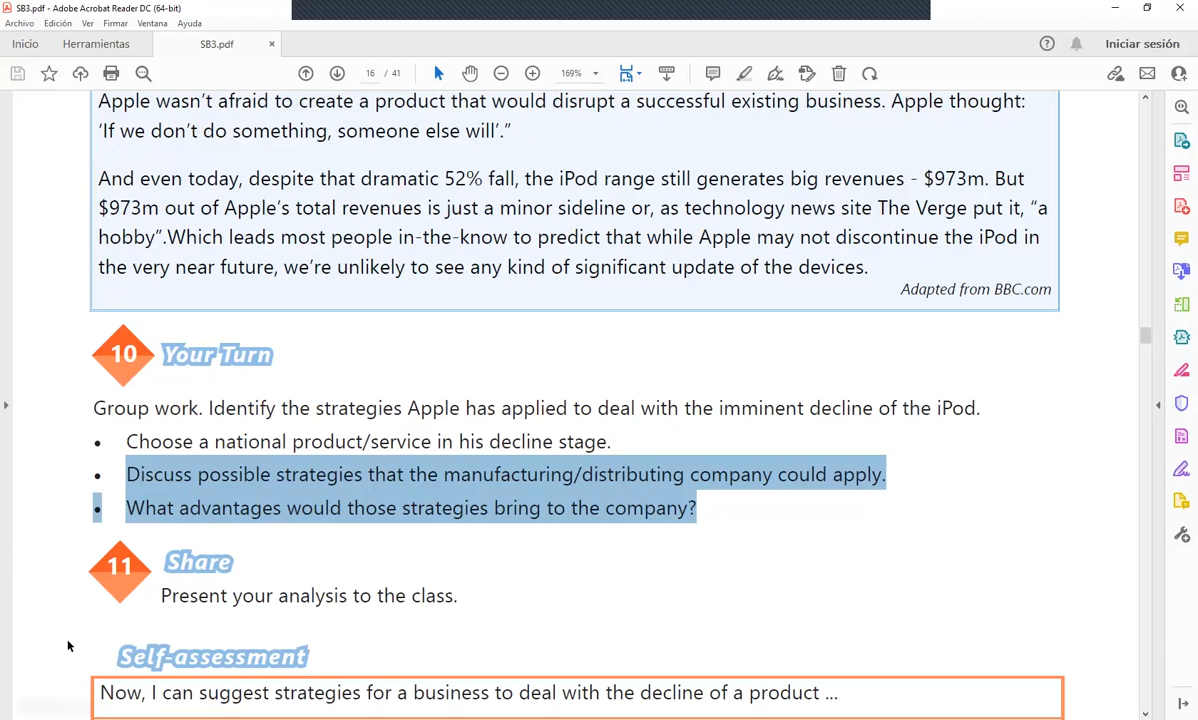 SB3.pdf - Adobe Acrobat Reader DC (64-bit)
Archivo Edición Ver Firmar Ventana Ayuda
Inicio Herramientas SB3.pdf × Iniciar sesión
16 / 41 169%
Apple wasn’t afraid to create a product that would disrupt a successful existing business. Apple thought:
‘If we don’t do something, someone else will’.”
And even today, despite that dramatic 52% fall, the iPod range still generates big revenues - $973m. But
$973m out of Apple’s total revenues is just a minor sideline or, as technology news site The Verge put it, “a
hobby”.Which leads most people in-the-know to predict that while Apple may not discontinue the iPod in
the very near future, we’re unlikely to see any kind of significant update of the devices.
Adapted from BBC.com
10 Your Turn
Group work. Identify the strategies Apple has applied to deal with the imminent decline of the iPod.
• Choose a national product/service in his decline stage.
• Discuss possible strategies that the manufacturing/distributing company could apply.
• What advantages would those strategies bring to the company?
11 Share
Present your analysis to the class.
Self-assessment
Now, I can suggest strategies for a business to deal with the decline of a product ...